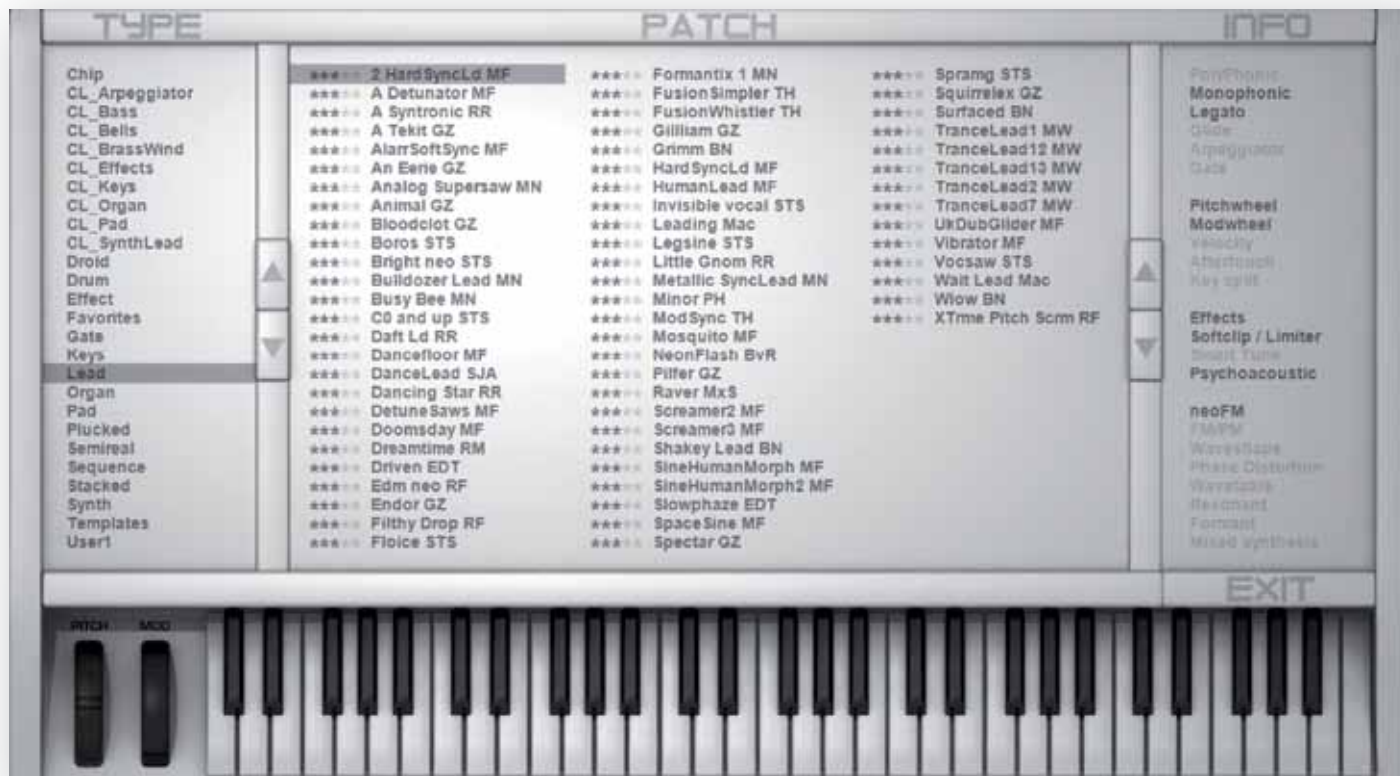 TYPE
PATCH
INFO
Chip
CL_Arpeggiator
CL_Bass
CL_Bells
CL_BrassWind
CL_Effects
CL_Keys
CL_Organ
CL_Pad
CL_SynthLead
Droid
Drum
Effect
Favorites
Gate
Keys
Lead
Organ
Pad
Plucked
Semireal
Sequence
Stacked
Synth
Templates
User1
2 HardSyncLd MF
A Detunator MF
A Syntronic RR
A Tekit GZ
AlarrSoftSync MF
An Eerie GZ
Analog Supersaw MN
Animal GZ
Bloodclot GZ
Boros STS
Bright neo STS
Bulldozer Lead MN
Busy Bee MN
C0 and up STS
Daft Ld RR
Dancefloor MF
DanceLead SJA
Dancing Star RR
DetuneSaws MF
Doomsday MF
Dreamtime RM
Driven EDT
Edm neo RF
Endor GZ
Filthy Drop RF
Floice STS
Formantix 1 MN
FusionSimpler TH
FusionWhistler TH
Gilliam GZ
Grimm BN
HardSyncLd MF
HumanLead MF
Invisible vocal STS
Leading Mac
Legsine STS
Little Gnom RR
Metallic SyncLead MN
Minor PH
ModSync TH
Mosquito MF
NeonFlash BvR
Pilfer GZ
Raver MxS
Screamer2 MF
Screamer3 MF
Shakey Lead BN
SineHumanMorph MF
SineHumanMorph2 MF
Slowphaze EDT
SpaceSine MF
Spectar GZ
Spramg STS
Squirrelex GZ
Surfaced BN
TranceLead1 MW
TranceLead12 MW
TranceLead13 MW
TranceLead2 MW
TranceLead7 MW
UkDubGlider MF
Vibrator MF
Vocsaw STS
Wait Lead Mac
Wlow BN
XTrme Pitch Scrm RF
PolyPhonic
Monophonic
Legato
Glide
Arpeggiator
Gate
Pitchwheel
Modwheel
Velocity
Aftertouch
Key split
Effects
Softclip / Limiter
Smart Tune
Psychoacoustic
neoFM
FM/PM
Waveshape
Phase Distortion
Wavetable
Resonant
Formant
Mixed synthesis
EXIT
PITCH
MOD